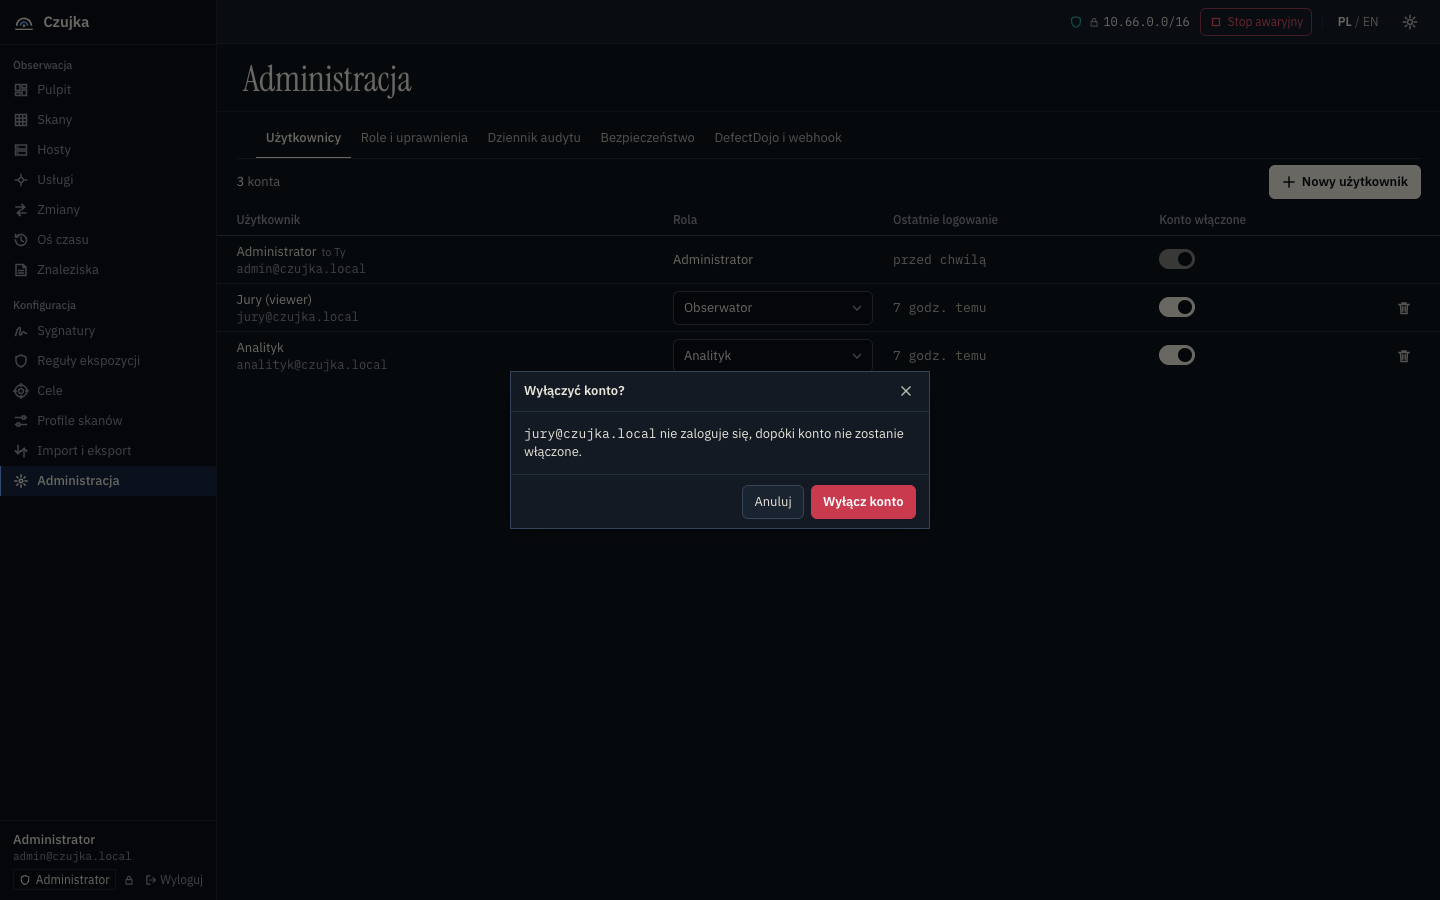 Czujka
10.66.0.0/16
Stop awaryjny
PL / EN
Obserwacja
Pulpit
Skany
Hosty
Usługi
Zmiany
Oś czasu
Znaleziska
Konfiguracja
Sygnatury
Reguły ekspozycji
Cele
Profile skanów
Import i eksport
Administracja
Administrator
admin@czujka.local
Administrator
Wyloguj
Administracja
Użytkownicy
Role i uprawnienia
Dziennik audytu
Bezpieczeństwo
DefectDojo i webhook
3 konta
Nowy użytkownik
Użytkownik
Rola
Ostatnie logowanie
Konto włączone
Administrator to Ty
admin@czujka.local
Administrator
przed chwilą
Jury (viewer)
jury@czujka.local
Obserwator
7 godz. temu
Analityk
analityk@czujka.local
Analityk
7 godz. temu
Wyłączyć konto?
jury@czujka.local nie zaloguje się, dopóki konto nie zostanie
włączone.
Anuluj
Wyłącz konto